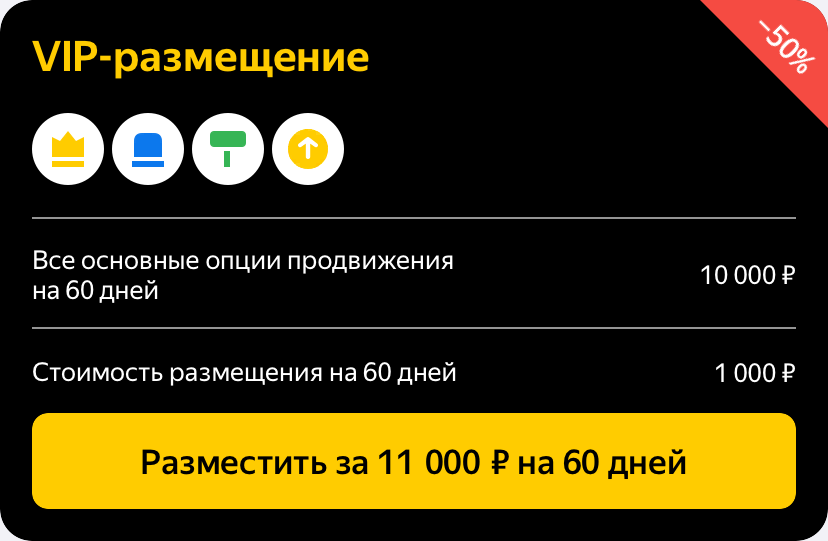 VIP-размещение
–50%
Все основные опции продвижения
на 60 дней
10 000 ₽
Стоимость размещения на 60 дней
1 000 ₽
Разместить за 11 000 ₽ на 60 дней